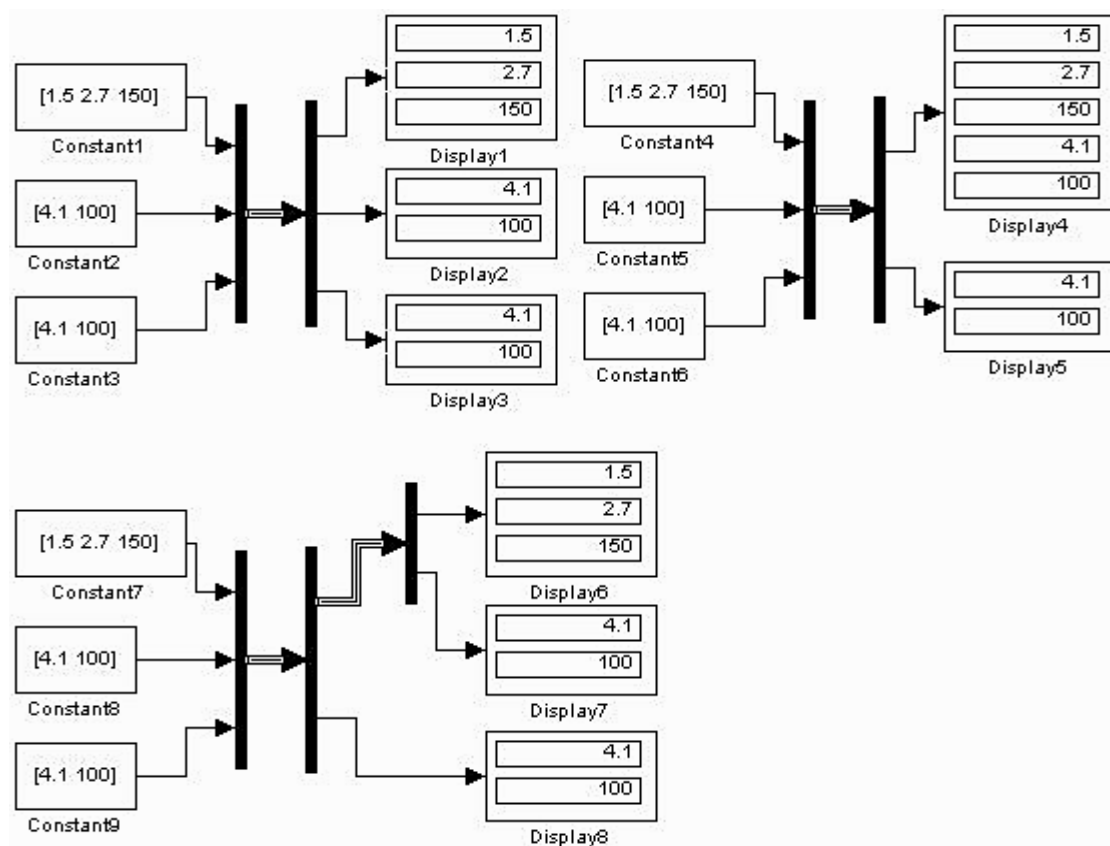 [1.5 2.7 150]
Constant1
[4.1 100]
Constant2
[4.1 100]
Constant3
1.5
2.7
150
Display1
4.1
100
Display2
4.1
100
Display3
[1.5 2.7 150]
Constant4
[4.1 100]
Constant5
[4.1 100]
Constant6
1.5
2.7
150
4.1
100
Display4
4.1
100
Display5
[1.5 2.7 150]
Constant7
[4.1 100]
Constant8
[4.1 100]
Constant9
1.5
2.7
150
Display6
4.1
100
Display7
4.1
100
Display8